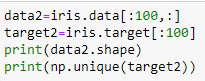 data2=iris.data[:100,:]
target2=iris.target[:100]
print(data2.shape)
print(np.unique(target2))